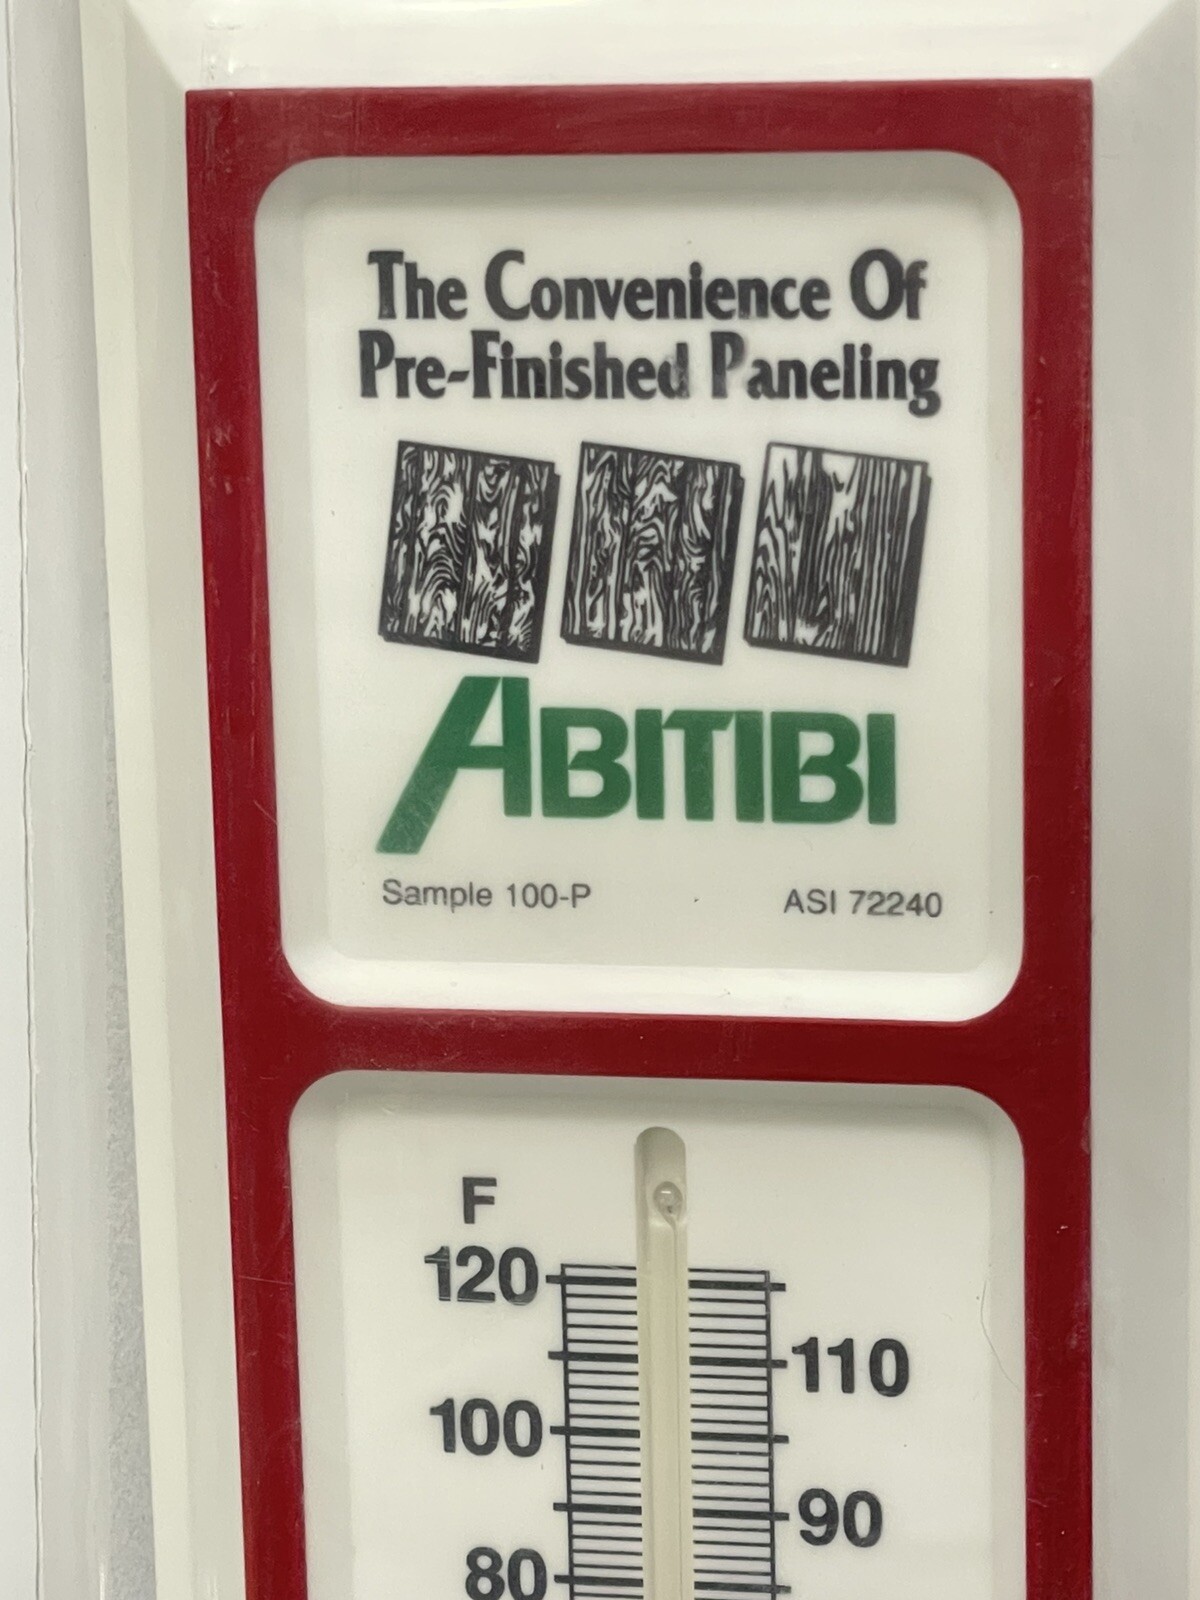 The Convenience Of
Pre-Finished Paneling
ABITIBI
Sample 100-P ASI 72240
F
120
110
100
90
80